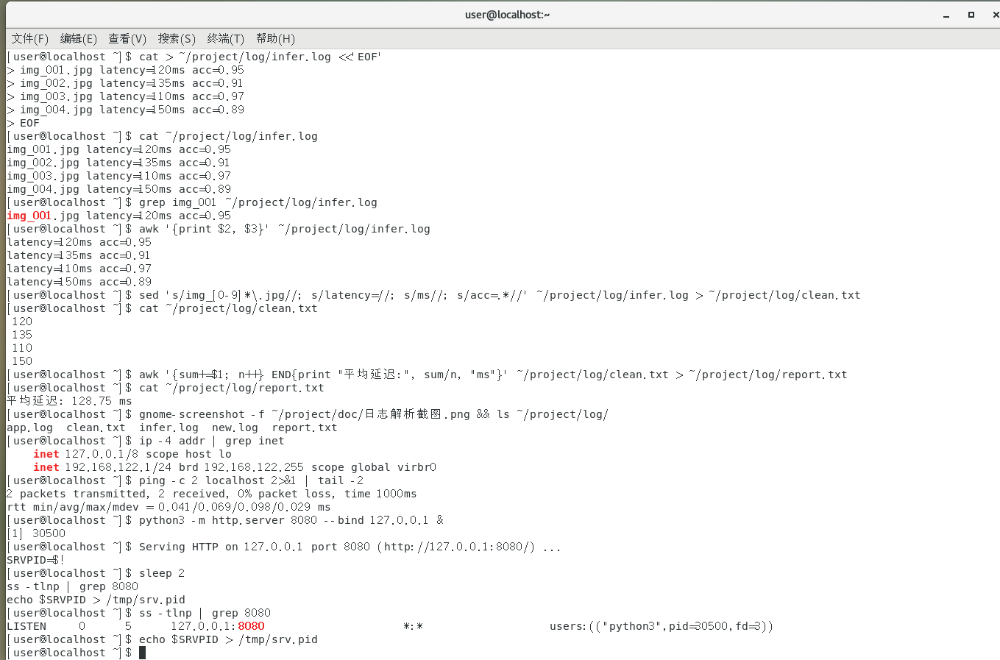 user@localhost:~
文件(F) 编辑(E) 查看(V) 搜索(S) 终端(T) 帮助(H)
[user@localhost ~]$ cat > ~/project/log/infer.log <<'EOF'
> img_001.jpg latency=120ms acc=0.95
> img_002.jpg latency=135ms acc=0.91
> img_003.jpg latency=110ms acc=0.97
> img_004.jpg latency=150ms acc=0.89
> EOF
[user@localhost ~]$ cat ~/project/log/infer.log
img_001.jpg latency=120ms acc=0.95
img_002.jpg latency=135ms acc=0.91
img_003.jpg latency=110ms acc=0.97
img_004.jpg latency=150ms acc=0.89
[user@localhost ~]$ grep img_001 ~/project/log/infer.log
img_001.jpg latency=120ms acc=0.95
[user@localhost ~]$ awk '{print $2, $3}' ~/project/log/infer.log
latency=120ms acc=0.95
latency=135ms acc=0.91
latency=110ms acc=0.97
latency=150ms acc=0.89
[user@localhost ~]$ sed 's/img_[0-9]*\.jpg//; s/latency=//; s/ms//; s/acc=.*//' ~/project/log/infer.log > ~/project/log/clean.txt
[user@localhost ~]$ cat ~/project/log/clean.txt
 120
 135
 110
 150
[user@localhost ~]$ awk '{sum+=$1; n++} END{print "平均延迟:", sum/n, "ms"}' ~/project/log/clean.txt > ~/project/log/report.txt
[user@localhost ~]$ cat ~/project/log/report.txt
平均延迟: 128.75 ms
[user@localhost ~]$ gnome-screenshot -f ~/project/doc/日志解析截图.png && ls ~/project/log/
app.log  clean.txt  infer.log  new.log  report.txt
[user@localhost ~]$ ip -4 addr | grep inet
    inet 127.0.0.1/8 scope host lo
    inet 192.168.122.1/24 brd 192.168.122.255 scope global virbr0
[user@localhost ~]$ ping -c 2 localhost 2>&1 | tail -2
2 packets transmitted, 2 received, 0% packet loss, time 1000ms
rtt min/avg/max/mdev = 0.041/0.069/0.098/0.029 ms
[user@localhost ~]$ python3 -m http.server 8080 --bind 127.0.0.1 &
[1] 30500
[user@localhost ~]$ Serving HTTP on 127.0.0.1 port 8080 (http://127.0.0.1:8080/) ...
SRVPID=$!
[user@localhost ~]$ sleep 2
ss -tlnp | grep 8080
echo $SRVPID > /tmp/srv.pid
[user@localhost ~]$ ss -tlnp | grep 8080
LISTEN     0      5      127.0.0.1:8080                     *:*                   users:(("python3",pid=30500,fd=3))
[user@localhost ~]$ echo $SRVPID > /tmp/srv.pid
[user@localhost ~]$